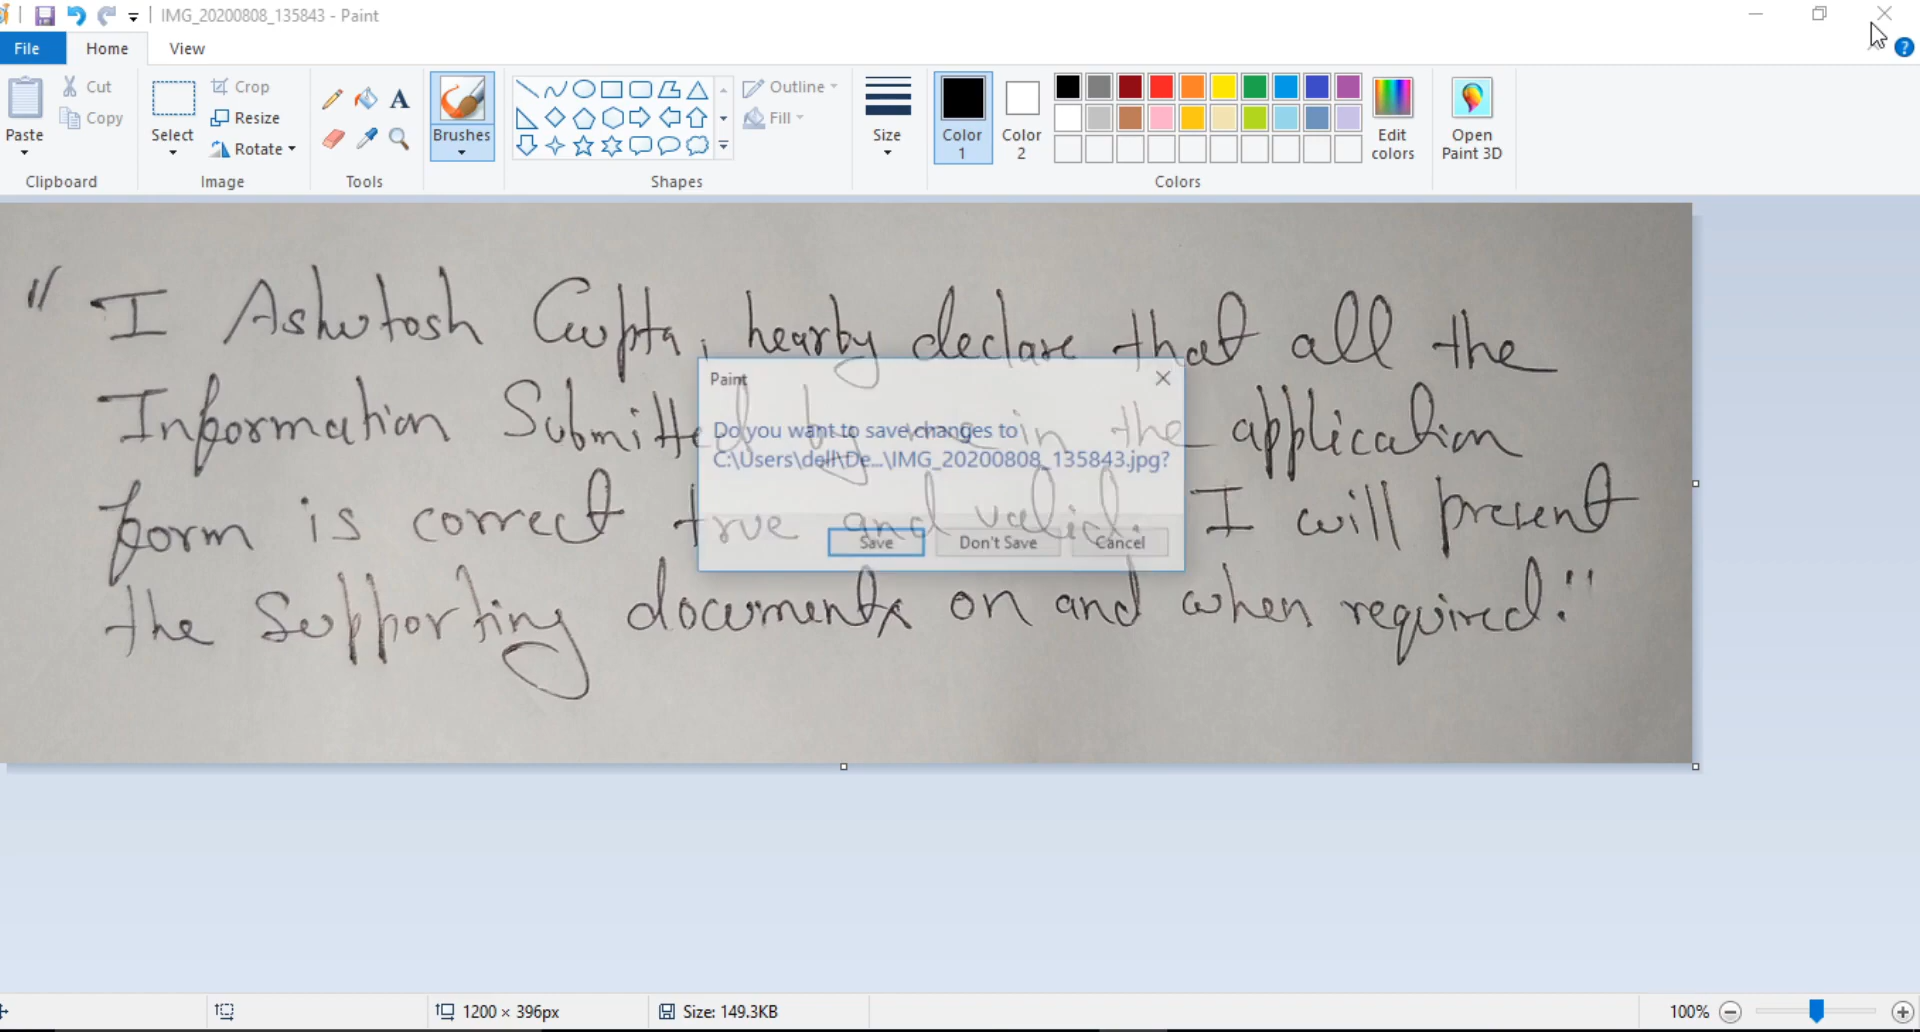 IMG_20200808_135843 - Paint
File Home View
Paste
Cut
Copy
Clipboard
Select
Crop
Resize
Rotate
Image
Tools
Brushes
Shapes
Outline
Fill
Size
Color 1
Color 2
Colors
Edit colors
Open Paint 3D
" I Ashutosh Gupta, hearby declare that all the
Information Submitted by me in the application
form is correct true and valid. I will present
the Supporting documents on and when required."
Paint
Do you want to save changes to
C:\Users\dell\De...\IMG_20200808_135843.jpg?
Save Don't Save Cancel
1200 × 396px Size: 149.3KB 100%